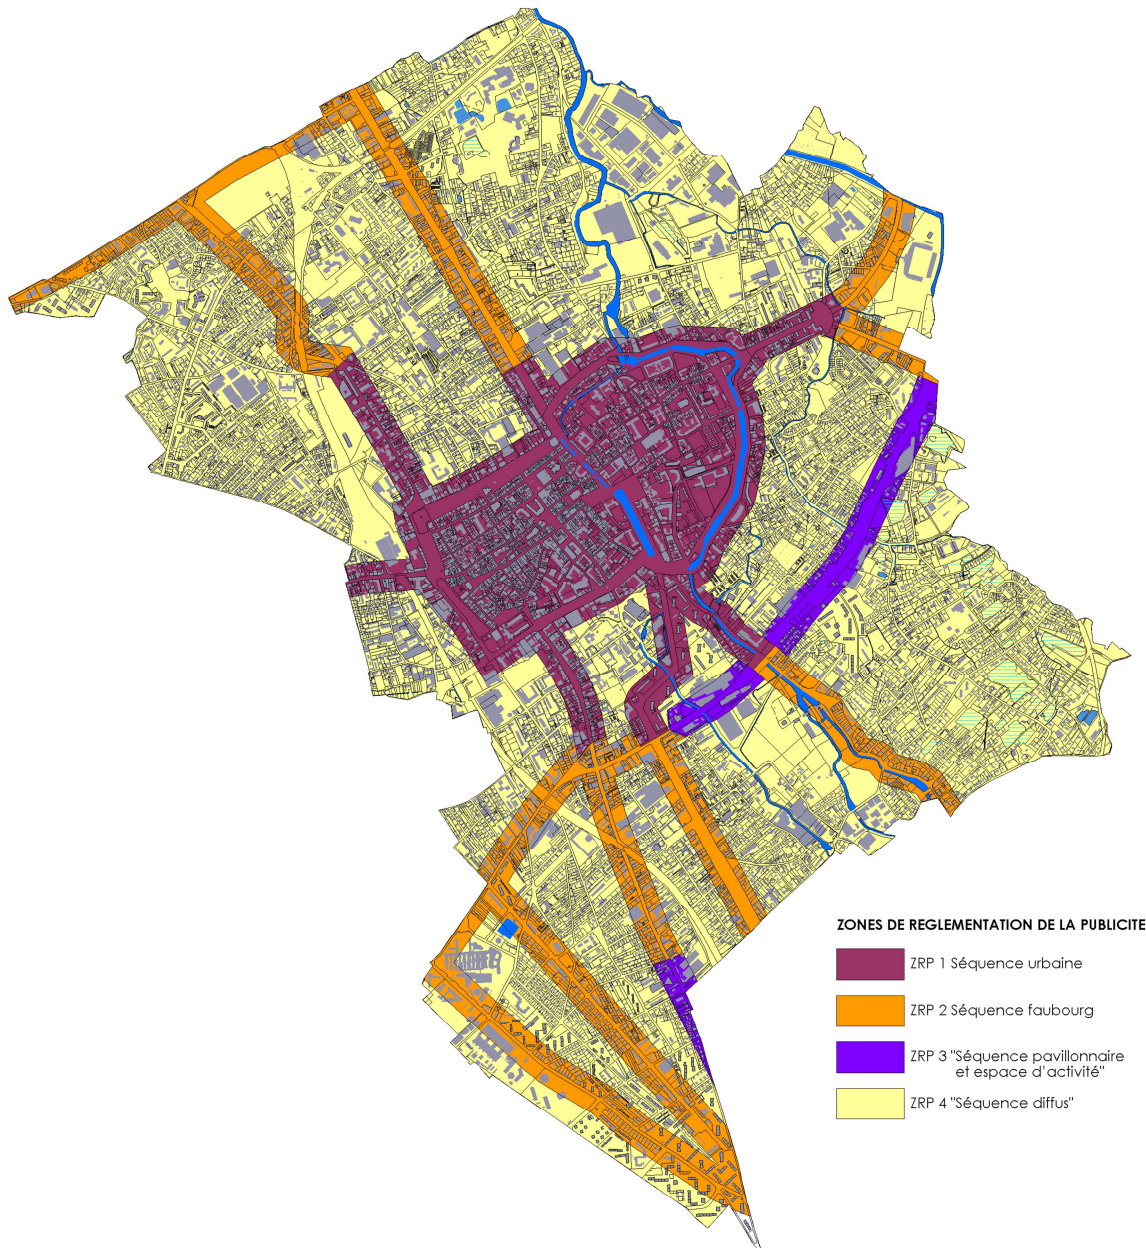 ZONES DE REGLEMENTATION DE LA PUBLICITE
ZRP 1 Séquence urbaine
ZRP 2 Séquence faubourg
ZRP 3 "Séquence pavillonnaire
et espace d'activité"
ZRP 4 "Séquence diffus"